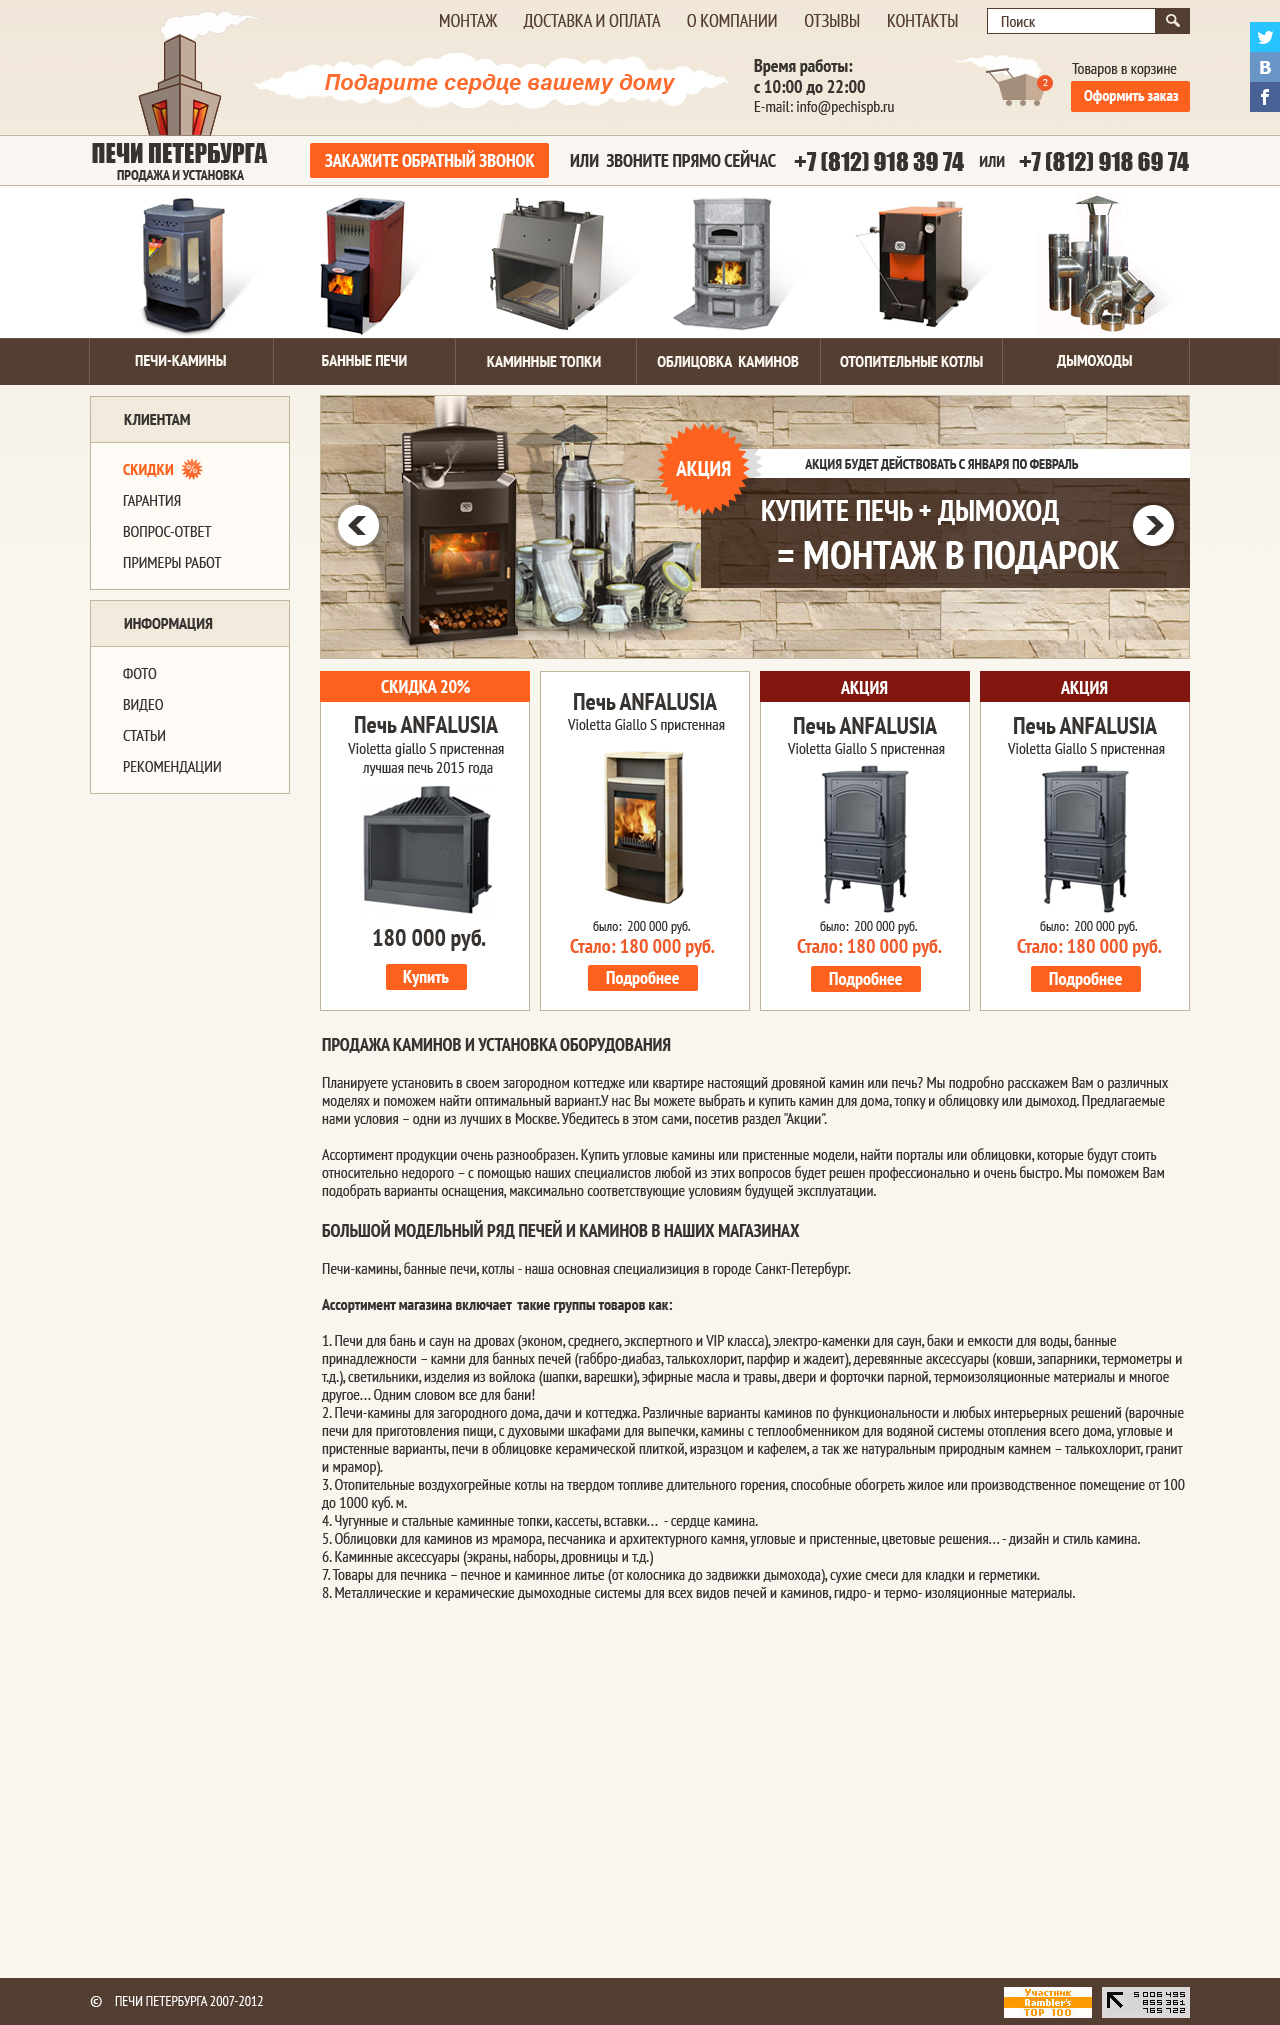 МОНТАЖ ДОСТАВКА И ОПЛАТА О КОМПАНИИ ОТЗЫВЫ КОНТАКТЫ Поиск
Подарите сердце вашему дому
Время работы:
с 10:00 до 22:00
E-mail: info@pechispb.ru
2
Товаров в корзине
Оформить заказ
B
f
ПЕЧИ ПЕТЕРБУРГА
ПРОДАЖА И УСТАНОВКА
ЗАКАЖИТЕ ОБРАТНЫЙ ЗВОНОК ИЛИ ЗВОНИТЕ ПРЯМО СЕЙЧАС +7 (812) 918 39 74 ИЛИ +7 (812) 918 69 74
ПЕЧИ-КАМИНЫ БАННЫЕ ПЕЧИ КАМИННЫЕ ТОПКИ ОБЛИЦОВКА КАМИНОВ ОТОПИТЕЛЬНЫЕ КОТЛЫ ДЫМОХОДЫ
КЛИЕНТАМ
СКИДКИ %
ГАРАНТИЯ
ВОПРОС-ОТВЕТ
ПРИМЕРЫ РАБОТ
ИНФОРМАЦИЯ
ФОТО
ВИДЕО
СТАТЬИ
РЕКОМЕНДАЦИИ
АКЦИЯ
АКЦИЯ БУДЕТ ДЕЙСТВОВАТЬ С ЯНВАРЯ ПО ФЕВРАЛЬ
КУПИТЕ ПЕЧЬ + ДЫМОХОД
= МОНТАЖ В ПОДАРОК
СКИДКА 20%
Печь ANFALUSIA
Violetta giallo S пристенная
лучшая печь 2015 года
180 000 руб.
Купить
Печь ANFALUSIA
Violetta Giallo S пристенная
было: 200 000 руб.
Стало: 180 000 руб.
Подробнее
АКЦИЯ
Печь ANFALUSIA
Violetta Giallo S пристенная
было: 200 000 руб.
Стало: 180 000 руб.
Подробнее
АКЦИЯ
Печь ANFALUSIA
Violetta Giallo S пристенная
было: 200 000 руб.
Стало: 180 000 руб.
Подробнее
ПРОДАЖА КАМИНОВ И УСТАНОВКА ОБОРУДОВАНИЯ
Планируете установить в своем загородном коттедже или квартире настоящий дровяной камин или печь? Мы подробно расскажем Вам о различных
моделях и поможем найти оптимальный вариант.У нас Вы можете выбрать и купить камин для дома, топку и облицовку или дымоход. Предлагаемые
нами условия – одни из лучших в Москве. Убедитесь в этом сами, посетив раздел "Акции".
Ассортимент продукции очень разнообразен. Купить угловые камины или пристенные модели, найти порталы или облицовки, которые будут стоить
относительно недорого – с помощью наших специалистов любой из этих вопросов будет решен профессионально и очень быстро. Мы поможем Вам
подобрать варианты оснащения, максимально соответствующие условиям будущей эксплуатации.
БОЛЬШОЙ МОДЕЛЬНЫЙ РЯД ПЕЧЕЙ И КАМИНОВ В НАШИХ МАГАЗИНАХ
Печи-камины, банные печи, котлы - наша основная специализиция в городе Санкт-Петербург.
Ассортимент магазина включает такие группы товаров как:
1. Печи для бань и саун на дровах (эконом, среднего, экспертного и VIP класса), электро-каменки для саун, баки и емкости для воды, банные
принадлежности – камни для банных печей (габбро-диабаз, талькохлорит, парфир и жадеит), деревянные аксессуары (ковши, запарники, термометры и
т.д.), светильники, изделия из войлока (шапки, варешки), эфирные масла и травы, двери и форточки парной, термоизоляционные материалы и многое
другое… Одним словом все для бани!
2. Печи-камины для загородного дома, дачи и коттеджа. Различные варианты каминов по функциональности и любых интерьерных решений (варочные
печи для приготовления пищи, с духовыми шкафами для выпечки, камины с теплообменником для водяной системы отопления всего дома, угловые и
пристенные варианты, печи в облицовке керамической плиткой, изразцом и кафелем, а так же натуральным природным камнем – талькохлорит, гранит
и мрамор).
3. Отопительные воздухогрейные котлы на твердом топливе длительного горения, способные обогреть жилое или производственное помещение от 100
до 1000 куб. м.
4. Чугунные и стальные каминные топки, кассеты, вставки… - сердце камина.
5. Облицовки для каминов из мрамора, песчаника и архитектурного камня, угловые и пристенные, цветовые решения… - дизайн и стиль камина.
6. Каминные аксессуары (экраны, наборы, дровницы и т.д.)
7. Товары для печника – печное и каминное литье (от колосника до задвижки дымохода), сухие смеси для кладки и герметики.
8. Металлические и керамические дымоходные системы для всех видов печей и каминов, гидро- и термо- изоляционные материалы.
© ПЕЧИ ПЕТЕРБУРГА 2007-2012
Участник
Rambler's
TOP 100
5 006 495
855 361
765 722